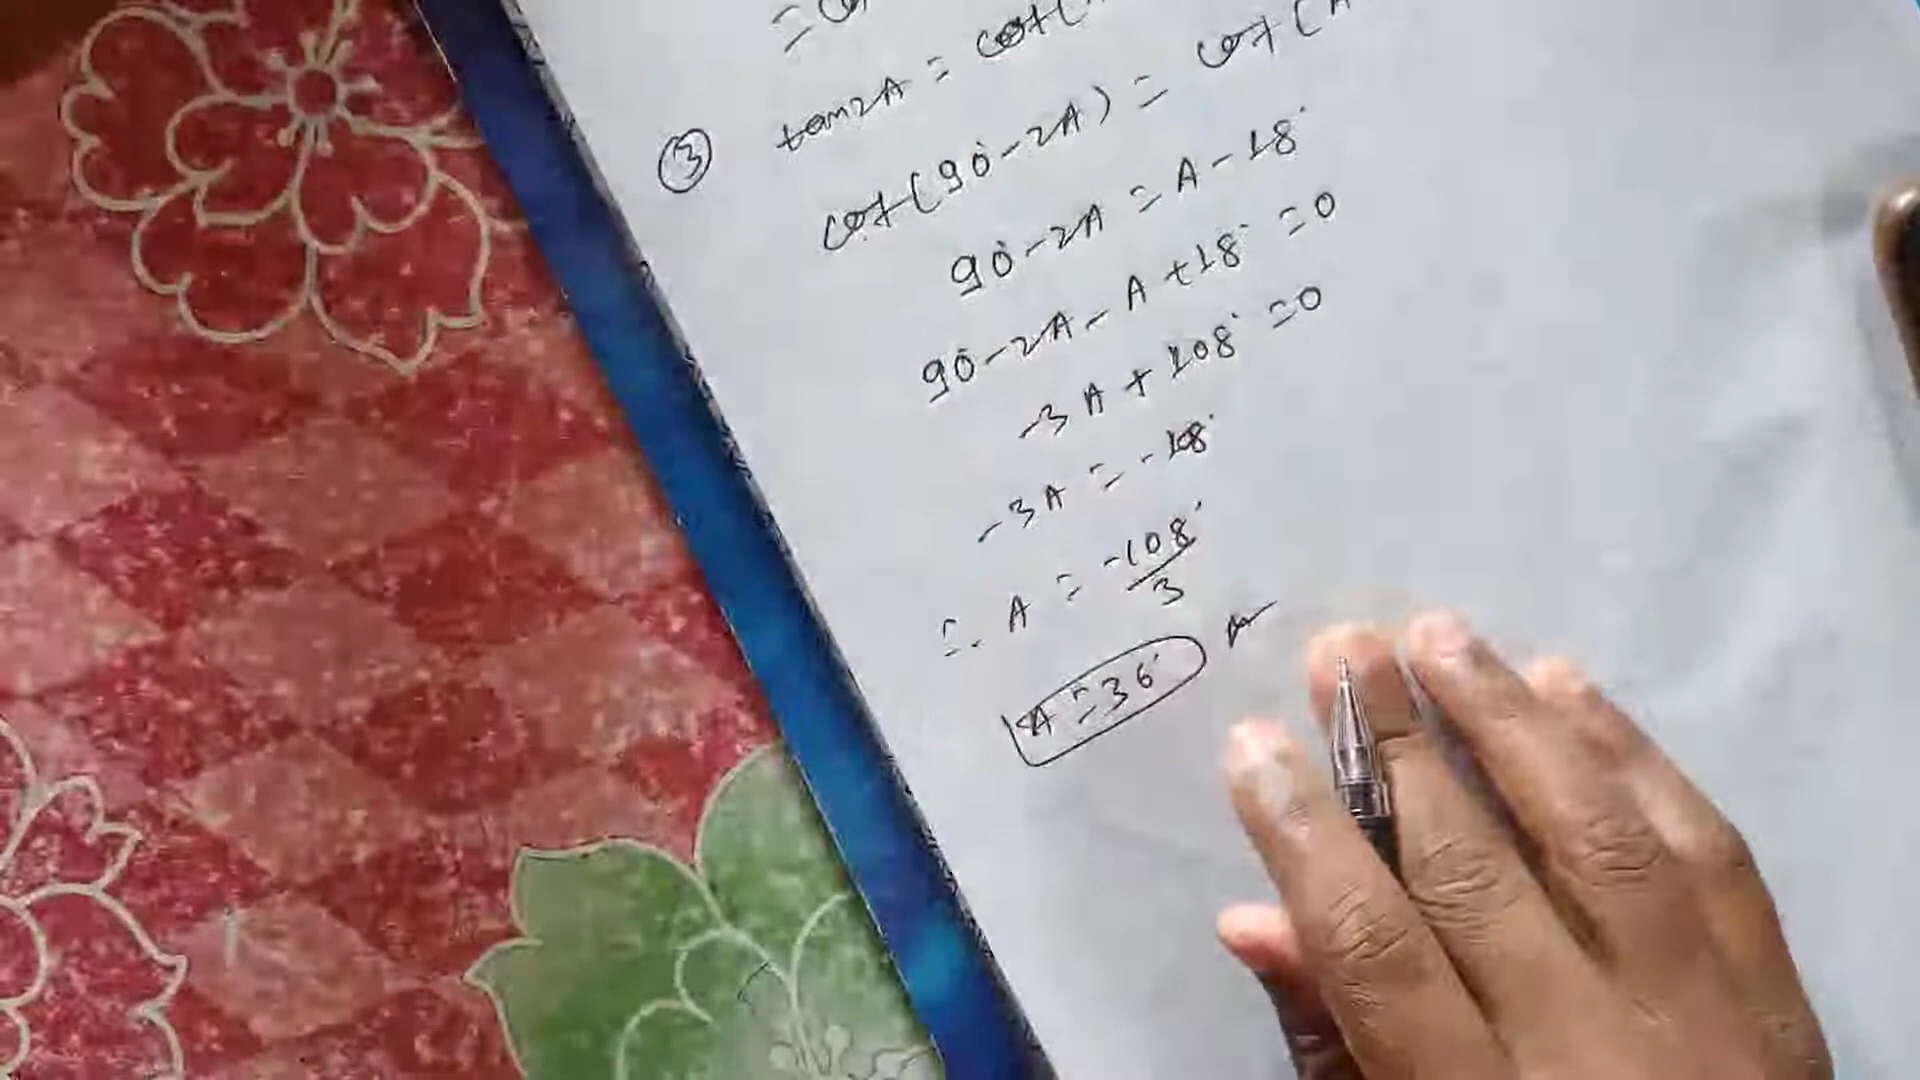 ③ tan2A = cot(
cot(90°-2A) = cot(A
90°-2A = A-18°
90°-2A-A+18° =0
-3A+108° =0
-3A = -108°
∴ A = -108°/3
A=36°